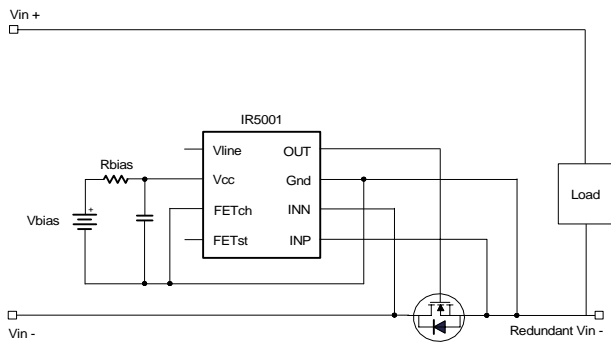 Vin +
IR5001
Vline
OUT
Rbias
Vcc
Gnd
Load
+
FETch
INN
Vbias
FETst
INP
Vin -
Redundant Vin -